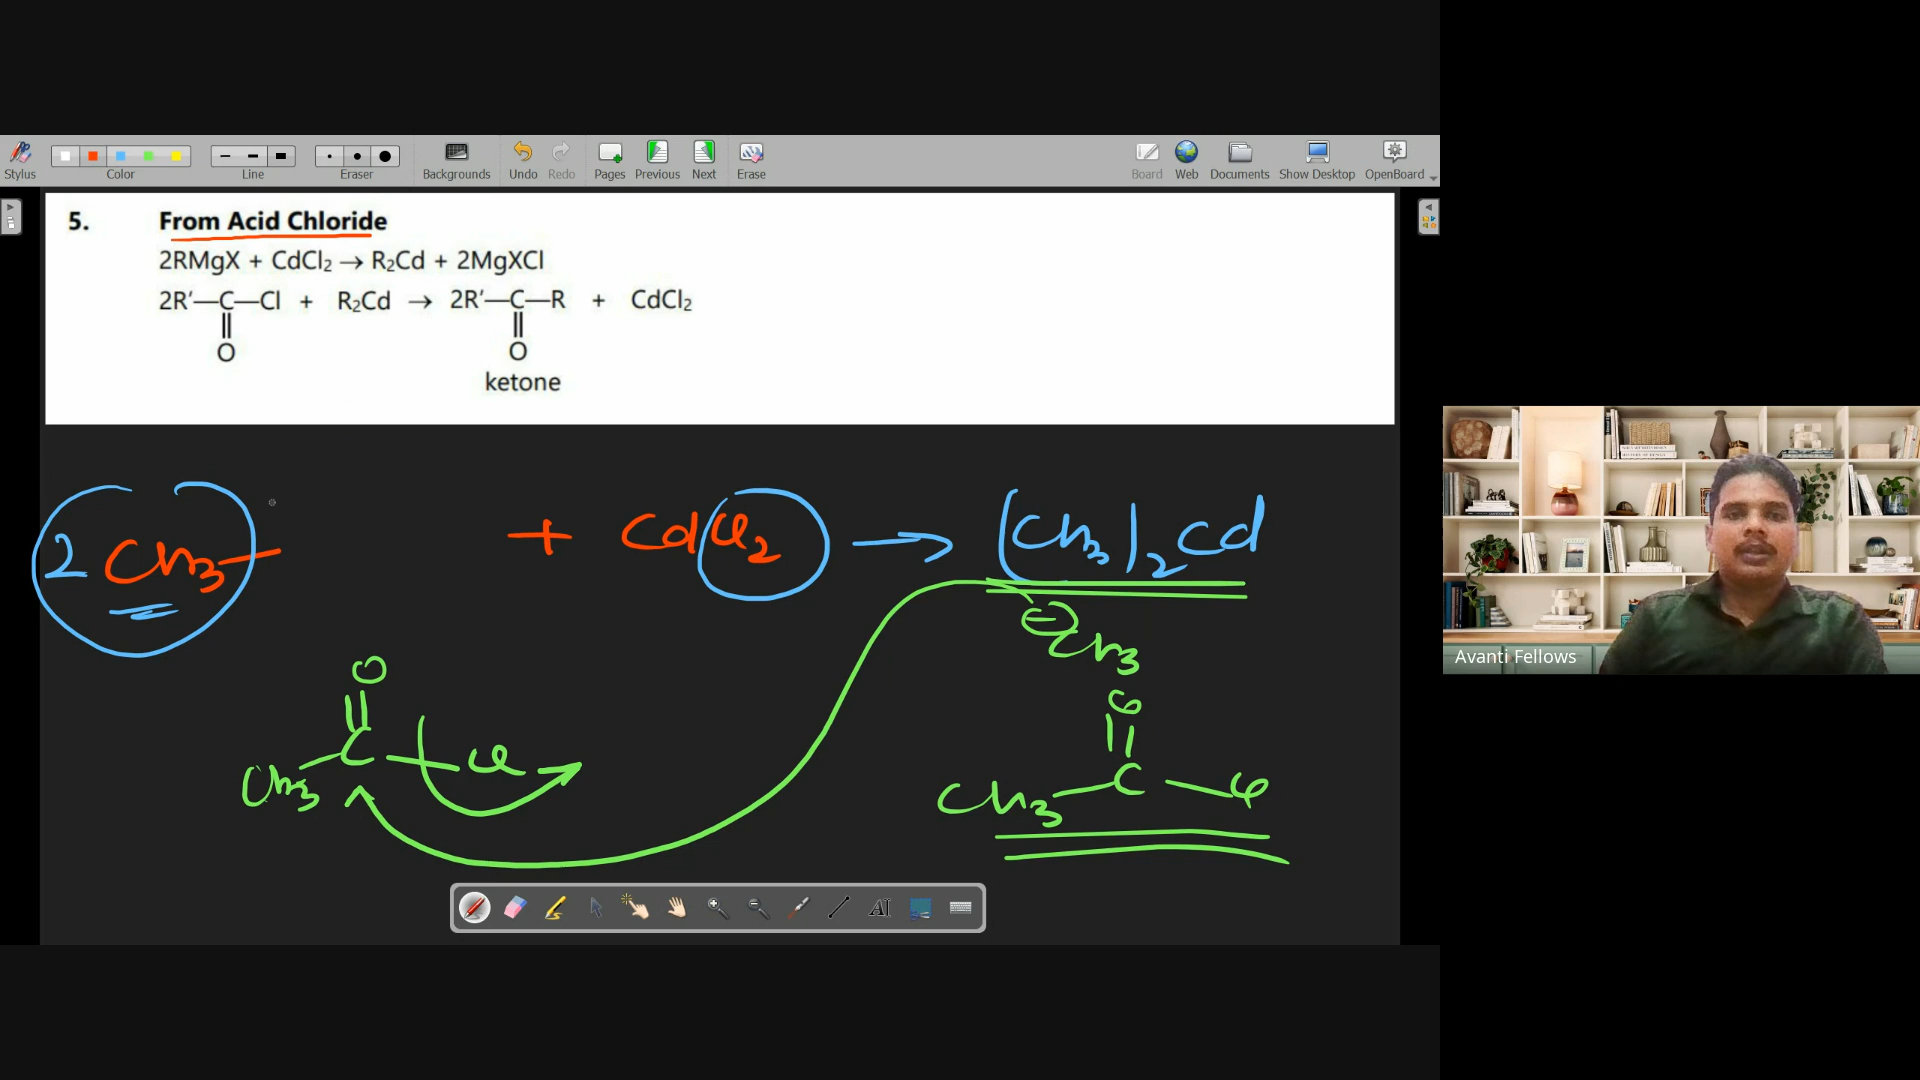 Stylus Color Line Eraser Backgrounds Undo Redo Pages Previous Next Erase Board Web Documents Show Desktop OpenBoard
5. From Acid Chloride
2RMgX + CdCl₂ → R₂Cd + 2MgXCl
2R′—C—Cl + R₂Cd → 2R′—C—R + CdCl₂
O O
ketone
2 CH₃— + CdCl₂ → (CH₃)₂Cd
⊖CH₃
O
CH₃—C—Cl
CH₃—C
AI
Avanti Fellows